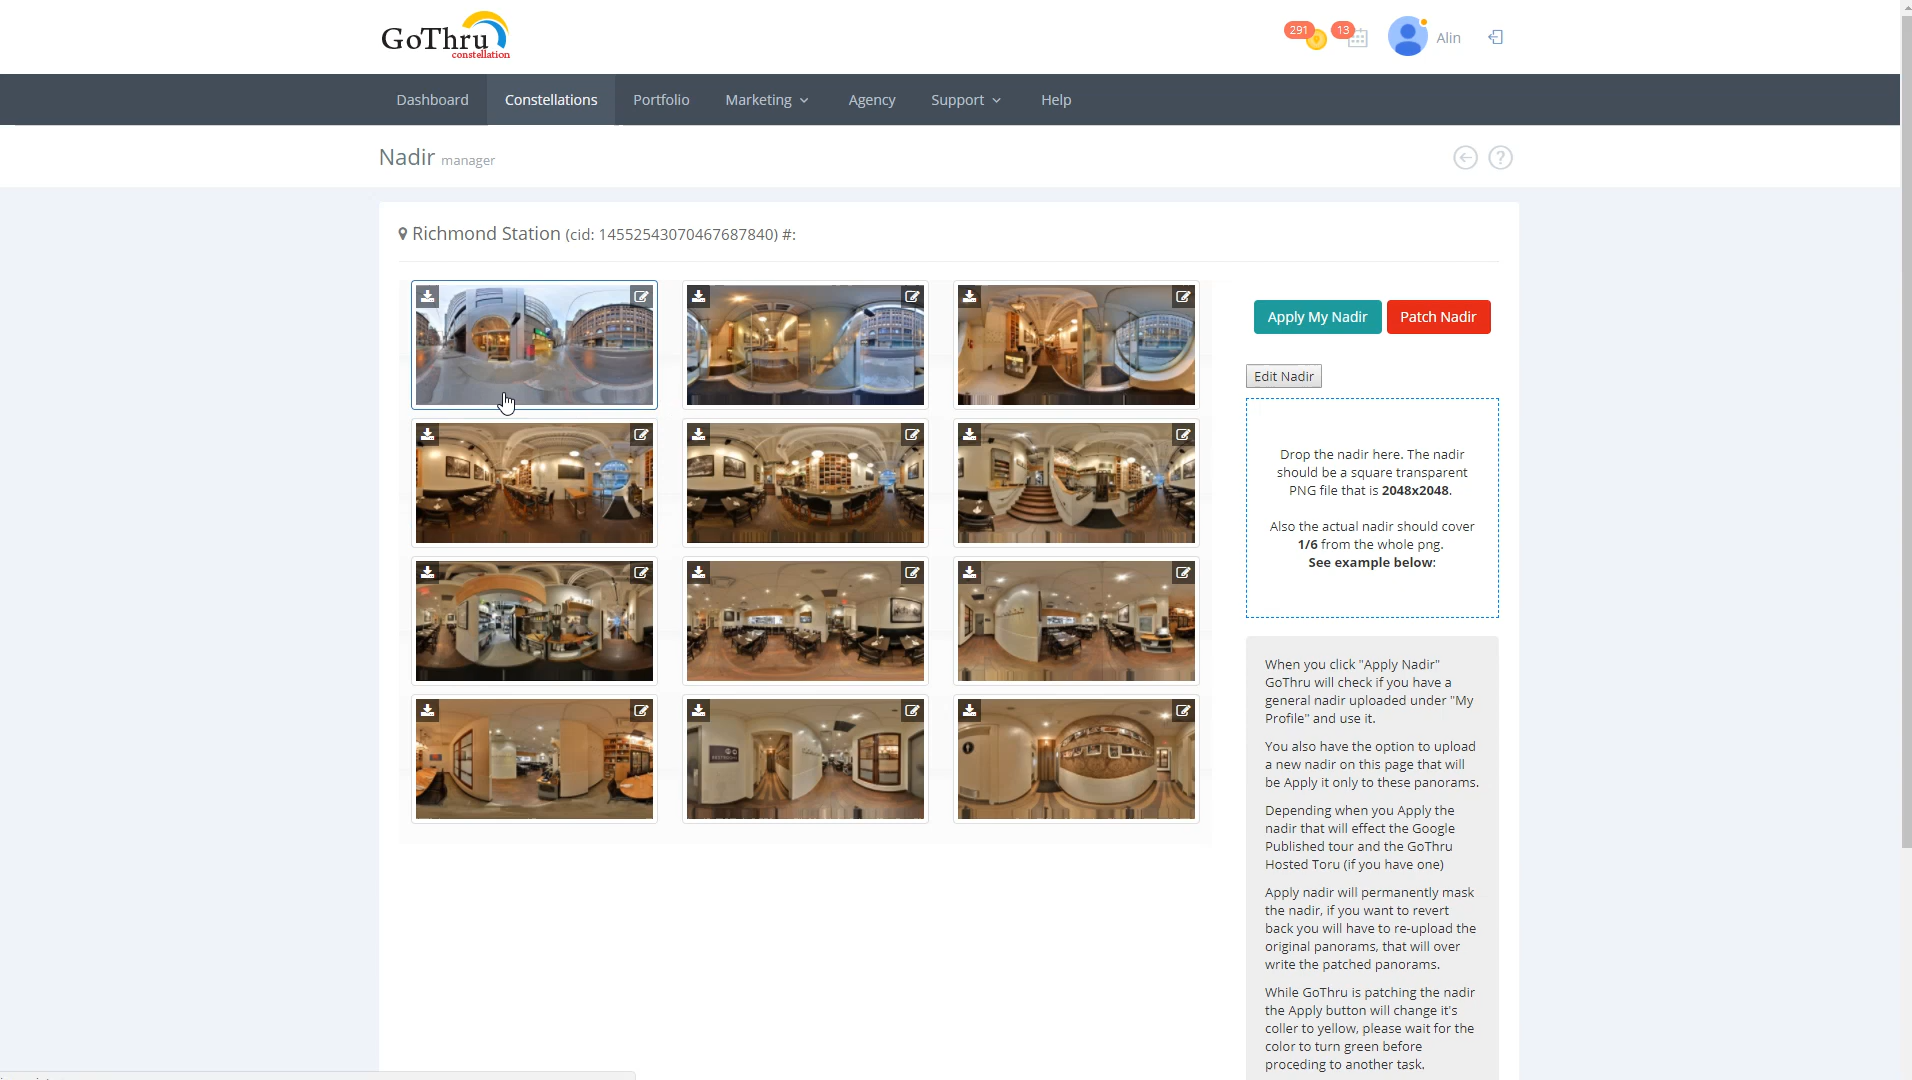 GoThru
constellation
291
13
Alin
Dashboard
Constellations
Portfolio
Marketing
Agency
Support
Help
Nadir manager
Richmond Station (cid: 14552543070467687840) #:
Apply My Nadir
Patch Nadir
Edit Nadir
Drop the nadir here. The nadir
should be a square transparent
PNG file that is 2048x2048.
Also the actual nadir should cover
1/6 from the whole png.
See example below:
When you click "Apply Nadir"
GoThru will check if you have a
general nadir uploaded under "My
Profile" and use it.
You also have the option to upload
a new nadir on this page that will
be Apply it only to these panorams.
Depending when you Apply the
nadir that will effect the Google
Published tour and the GoThru
Hosted Toru (if you have one)
Apply nadir will permanently mask
the nadir, if you want to revert
back you will have to re-upload the
original panorams, that will over
write the patched panorams.
While GoThru is patching the nadir
the Apply button will change it's
coller to yellow, please wait for the
color to turn green before
proceding to another task.